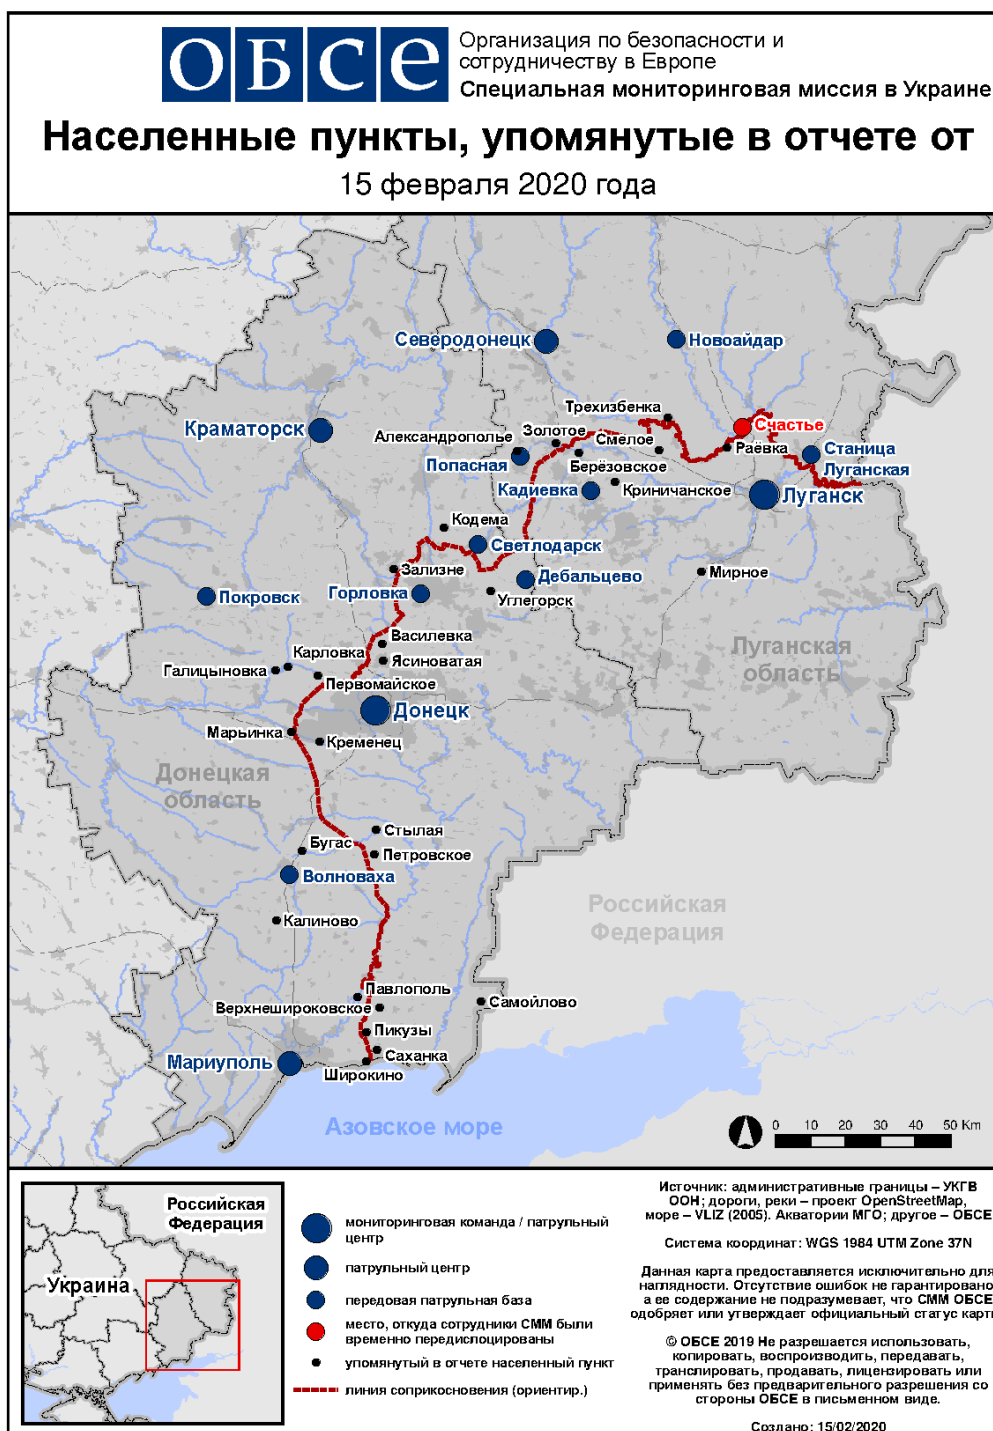 ОБСЕ
Организация по безопасности и
сотрудничеству в Европе
Специальная мониторинговая миссия в Украине
Населенные пункты, упомянутые в отчете от
15 февраля 2020 года
Северодонецк
Новоайдар
Трехизбенка
Счастье
Краматорск
Золотое
Александрополье
Смелое
Раёвка
Станица
Луганская
Попасная
Берёзовское
Кадиевка
Криничанское
Луганск
Кодема
Светлодарск
Зализне
Дебальцево
Мирное
Покровск
Горловка
Углегорск
Василевка
Карловка
Ясиноватая
Галицыновка
Первомайское
Луганская
область
Донецк
Марьинка
Кременец
Донецкая
область
Стылая
Бугас
Петровское
Волноваха
Российская
Федерация
Калиново
Павлополь
Верхнешироковское
Самойлово
Пикузы
Саханка
Мариуполь
Широкино
Азовское море
0 10 20 30 40 50 Km
Российская
Федерация
Украина
мониторинговая команда / патрульный
центр
патрульный центр
передовая патрульная база
место, откуда сотрудники СММ были
временно передислоцированы
упомянутый в отчете населенный пункт
линия соприкосновения (ориентир.)
Источник: административные границы – УКГВ
ООН; дороги, реки – проект OpenStreetMap,
море – VLIZ (2005). Акватории МГО; другое – ОБСЕ
Система координат: WGS 1984 UTM Zone 37N
Данная карта предоставляется исключительно для
наглядности. Отсутствие ошибок не гарантировано,
а ее содержание не подразумевает, что СММ ОБСЕ
одобряет или утверждает официальный статус карты
© ОБСЕ 2019 Не разрешается использовать,
копировать, воспроизводить, передавать,
транслировать, продавать, лицензировать или
применять без предварительного разрешения со
стороны ОБСЕ в письменном виде.
Создано: 15/02/2020